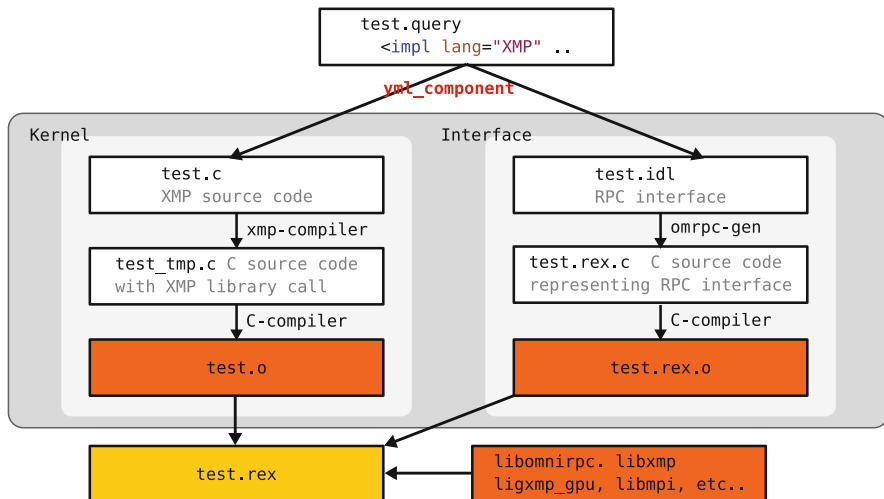 test.query
<impl lang="XMP" ..
yml_component
Kernel
Interface
test.c
XMP source code
test.idl
RPC interface
xmp-compiler
omrpc-gen
test_tmp.c C source code
with XMP library call
test.rex.c C source code
representing RPC interface
C-compiler
C-compiler
test.o
test.rex.o
test.rex
libomnirpc. libxmp
ligxmp_gpu, libmpi, etc..